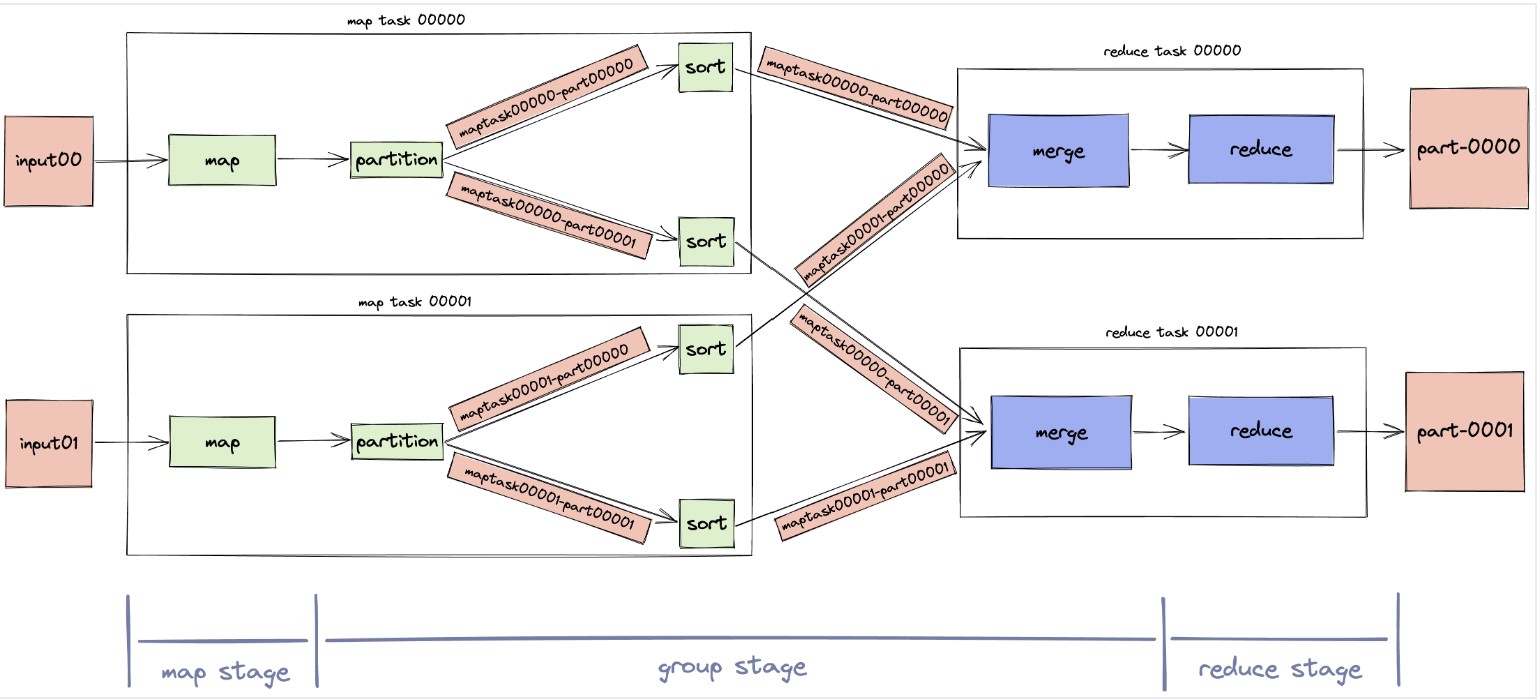 map task 00000
input00
map
partition
maptask00000-part00000
maptask00000-part00001
sort
sort
map task 00001
input01
map
partition
maptask00001-part00000
maptask00001-part00001
sort
sort
maptask00000-part00000
maptask00001-part00000
maptask00000-part00001
maptask00001-part00001
reduce task 00000
merge
reduce
part-0000
reduce task 00001
merge
reduce
part-0001
map stage
group stage
reduce stage